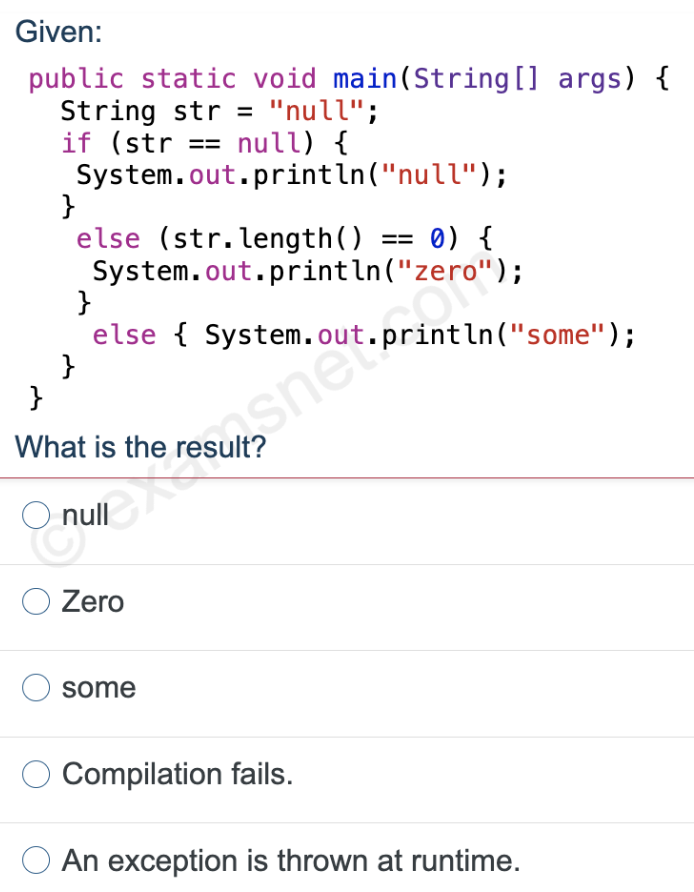 Given:
public static void main(String[] args) {
String str = "null";
if (str == null) {
System.out.println("null");
}
else (str.length() == 0) {
System.out.println("zero");
}
else { System.out.println("some");
}
}
What is the result?
null
Zero
some
Compilation fails.
An exception is thrown at runtime.
© examsnet.com